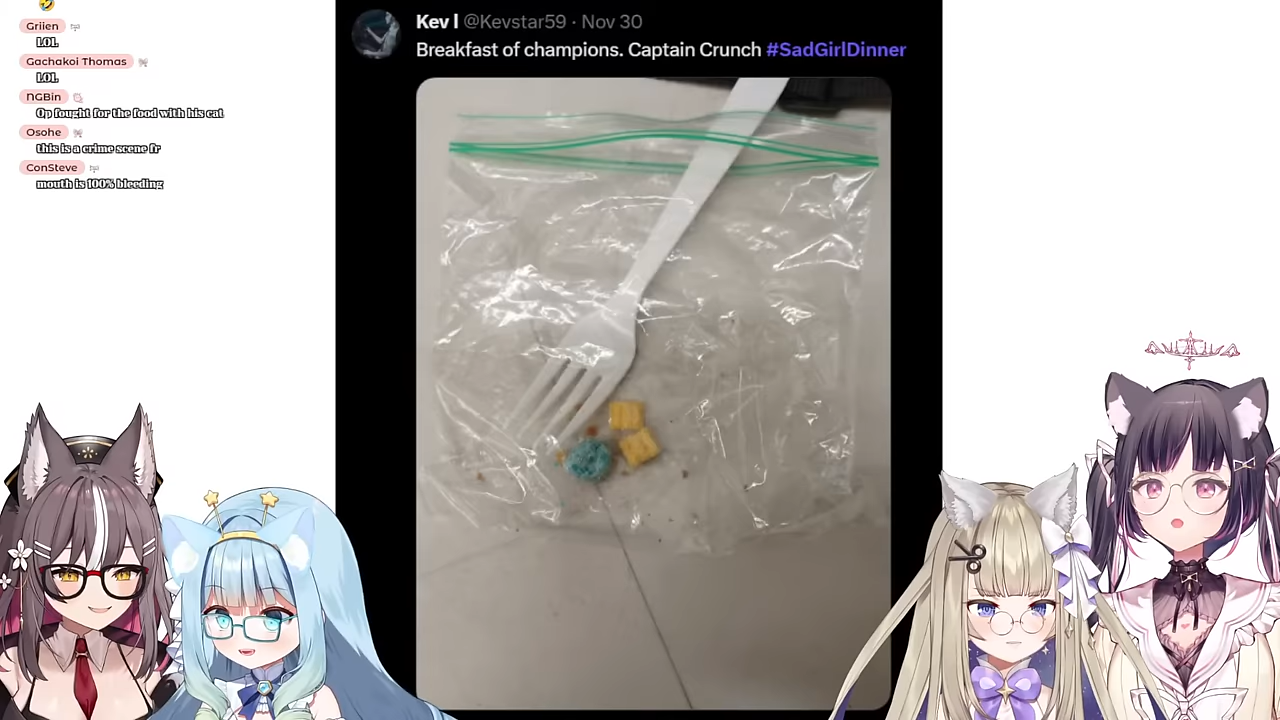 Griien
LOL
Gachakoi Thomas
LOL
NGBin
Op fought for the food with his cat
Osohe
this is a crime scene fr
ConSteve
mouth is 100% bleeding
Kev l @Kevstar59 · Nov 30
Breakfast of champions. Captain Crunch #SadGirlDinner